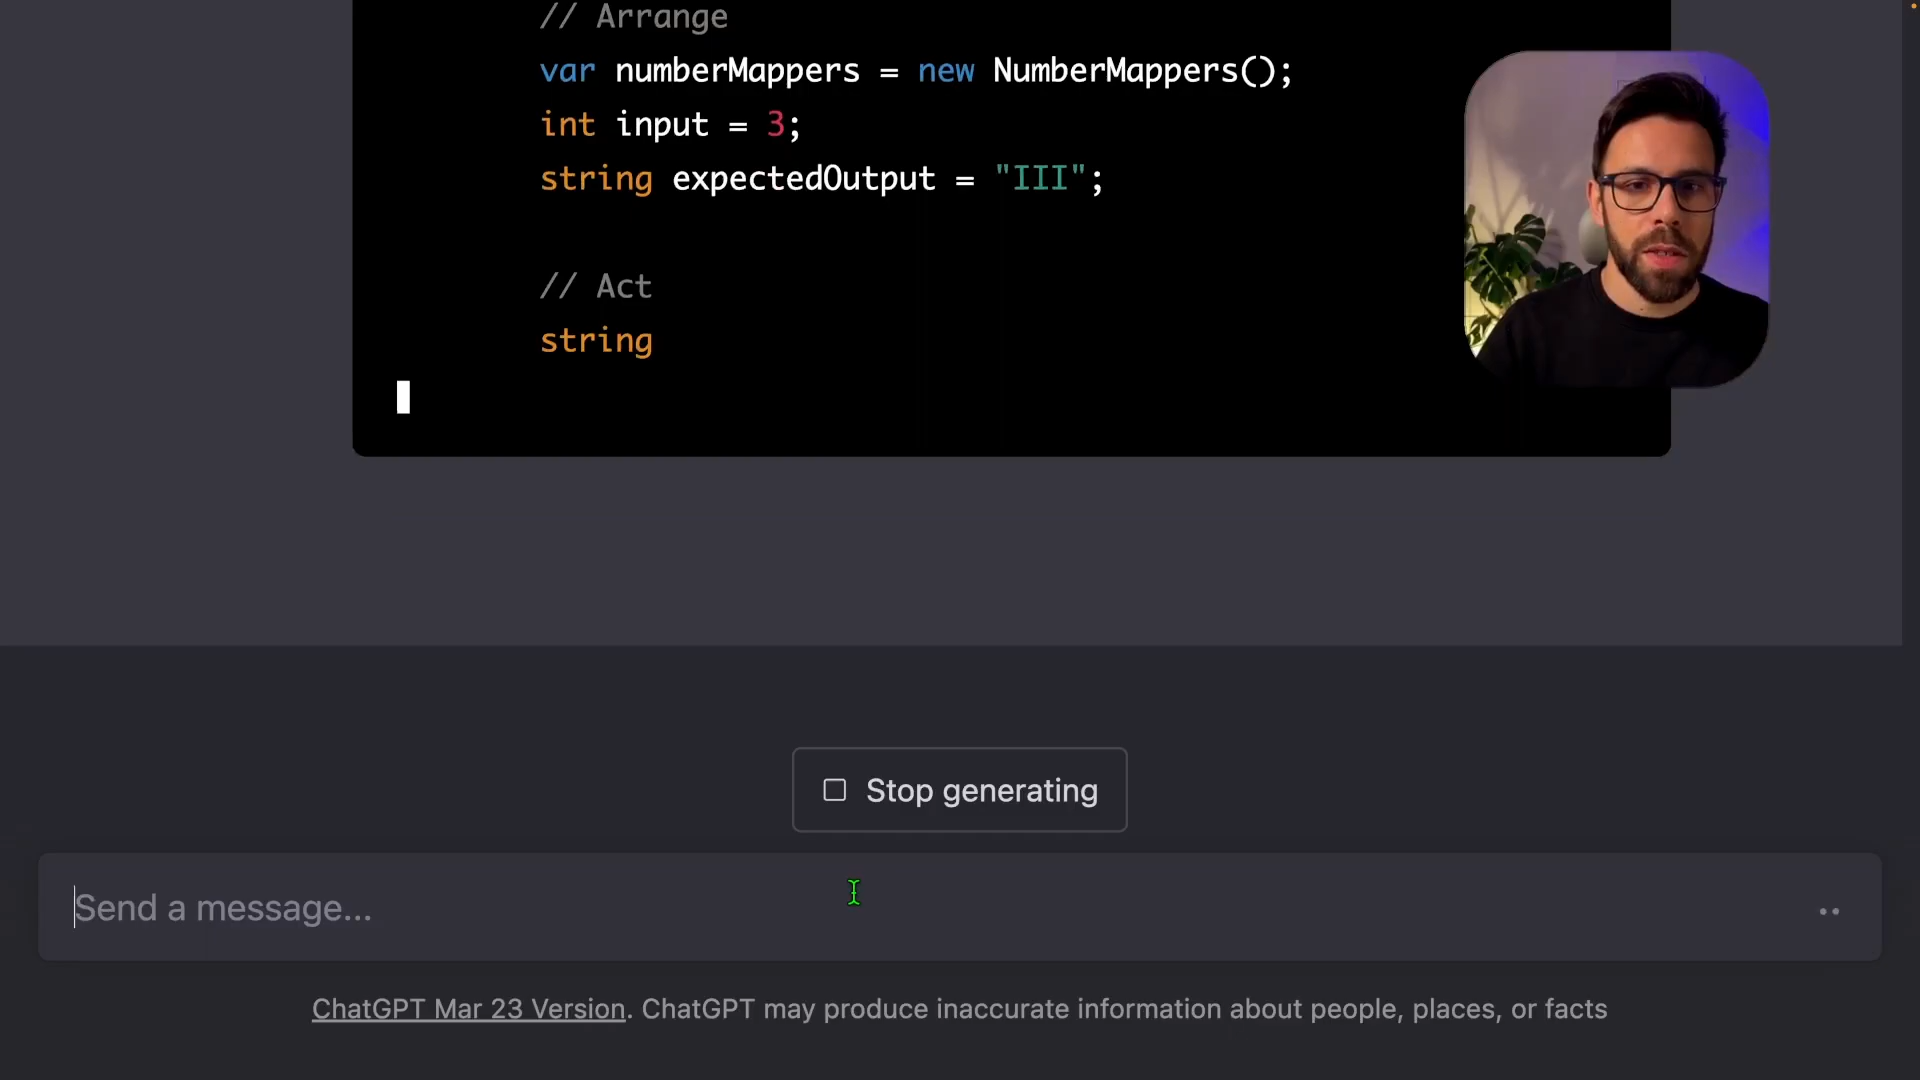 // Arrange
var numberMappers = new NumberMappers();
int input = 3;
string expectedOutput = "III";
// Act
string
Stop generating
Send a message...
ChatGPT Mar 23 Version. ChatGPT may produce inaccurate information about people, places, or facts